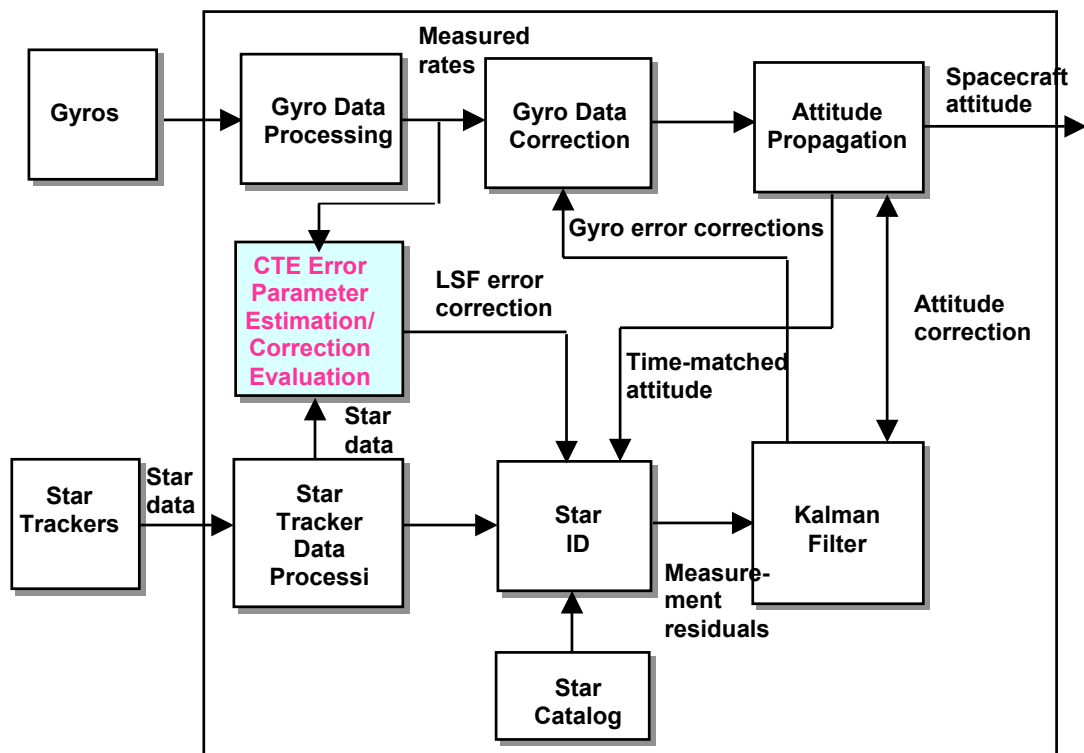 Measured
rates
Spacecraft
attitude
Gyros
Gyro Data
Processing
Gyro Data
Correction
Attitude
Propagation
Gyro error corrections
CTE Error
Parameter
Estimation/
Correction
Evaluation
LSF error
correction
Attitude
correction
Time-matched
attitude
Star
data
Star
data
Star
Trackers
Star
Tracker
Data
Processi
Star
ID
Kalman
Filter
Measure-
ment
residuals
Star
Catalog